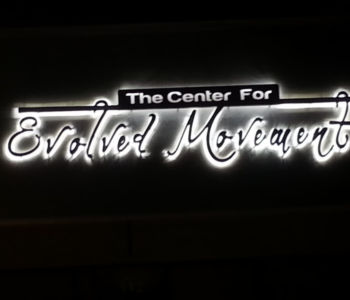 The Center For
Evolved Movement